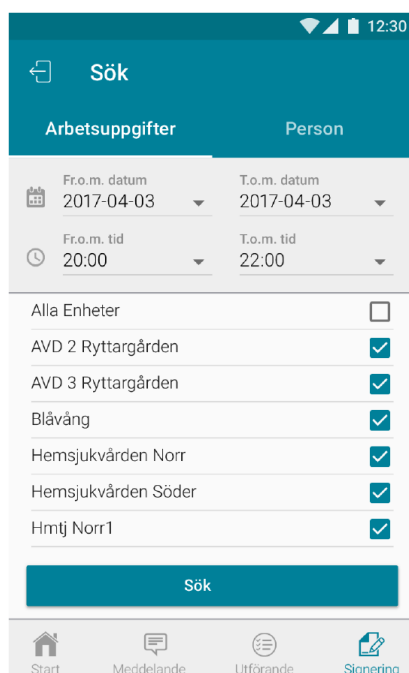 12:30
Sök
Arbetsuppgifter Person
Fr.o.m. datum T.o.m. datum
2017-04-03 2017-04-03
Fr.o.m. tid T.o.m. tid
20:00 22:00
Alla Enheter
AVD 2 Ryttargården
AVD 3 Ryttargården
Blåvång
Hemsjukvården Norr
Hemsjukvården Söder
Hmtj Norr1
Sök
Start Meddelande Utförande Signering